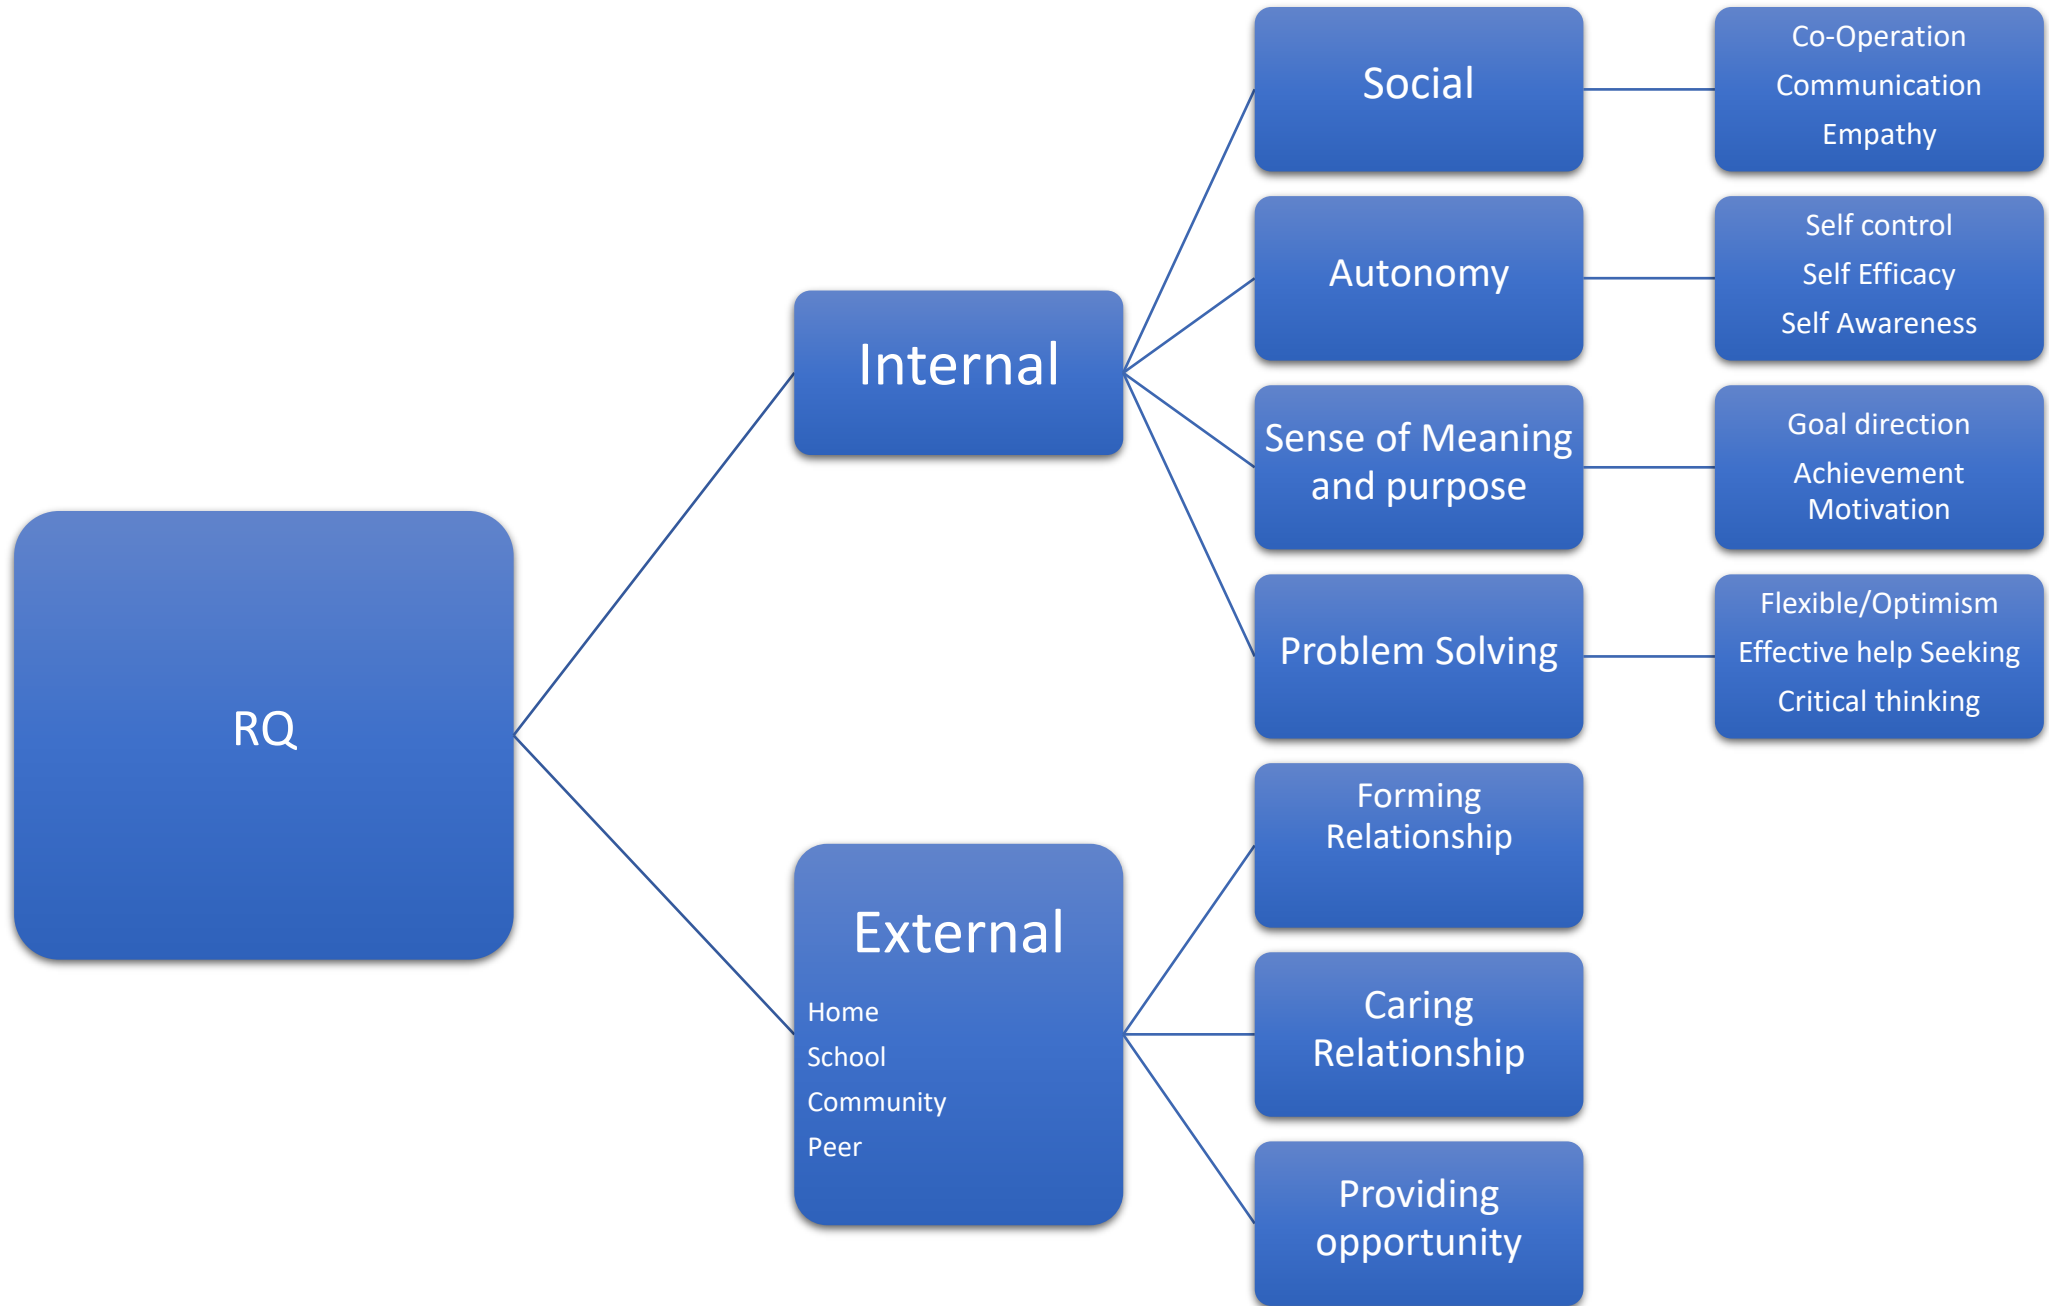 RQ
Internal
Social
Co-Operation
Communication
Empathy
Autonomy
Self control
Self Efficacy
Self Awareness
Sense of Meaning
and purpose
Goal direction
Achievement
Motivation
Problem Solving
Flexible/Optimism
Effective help Seeking
Critical thinking
External
Home
School
Community
Peer
Forming
Relationship
Caring
Relationship
Providing
opportunity